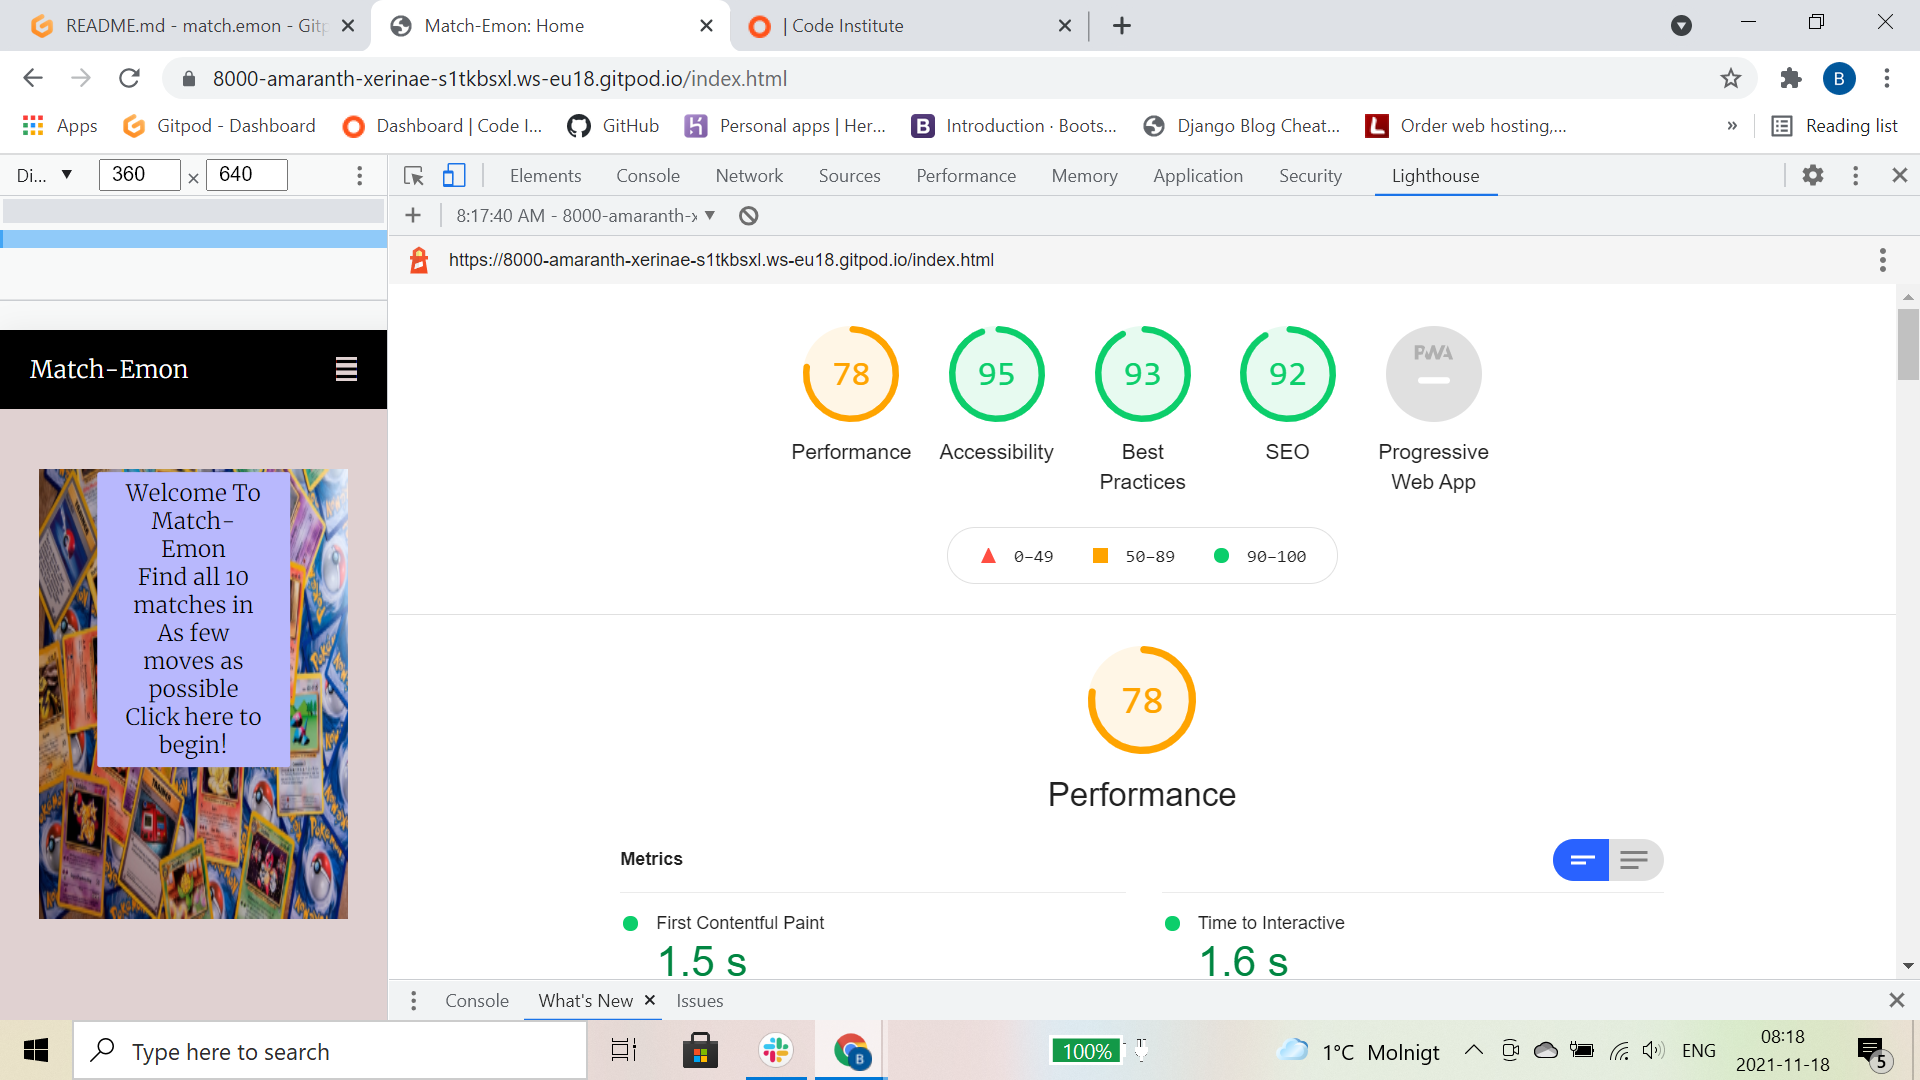 README.md - match.emon - Gitp
Match-Emon: Home
| Code Institute
8000-amaranth-xerinae-s1tkbsxl.ws-eu18.gitpod.io/index.html
B
Apps
Gitpod - Dashboard
Dashboard | Code I...
GitHub
Personal apps | Her...
Introduction · Boots...
Django Blog Cheat...
Order web hosting,...
»
Reading list
Di...
360
×
640
Elements
Console
Network
Sources
Performance
Memory
Application
Security
Lighthouse
8:17:40 AM - 8000-amaranth-x
https://8000-amaranth-xerinae-s1tkbsxl.ws-eu18.gitpod.io/index.html
Match-Emon
Welcome To
Match-
Emon
Find all 10
matches in
As few
moves as
possible
Click here to
begin!
78
95
93
92
PWA
Performance
Accessibility
Best
Practices
SEO
Progressive
Web App
0–49
50–89
90–100
78
Performance
Metrics
First Contentful Paint
1.5 s
Time to Interactive
1.6 s
Console
What's New
Issues
Type here to search
100%
1°C Molnigt
ENG
08:18
2021-11-18
5